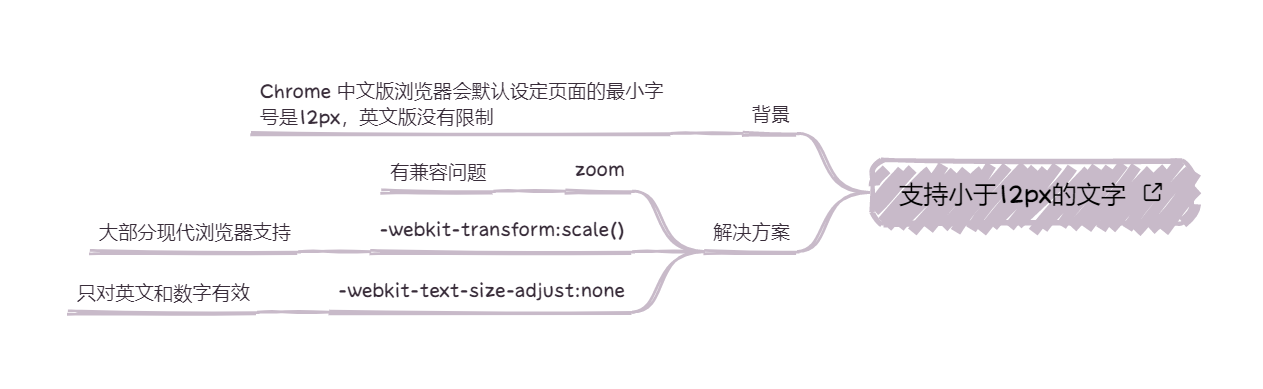 支持小于12px的文字
背景
Chrome 中文版浏览器会默认设定页面的最小字
号是12px，英文版没有限制
解决方案
zoom
有兼容问题
-webkit-transform:scale()
大部分现代浏览器支持
-webkit-text-size-adjust:none
只对英文和数字有效